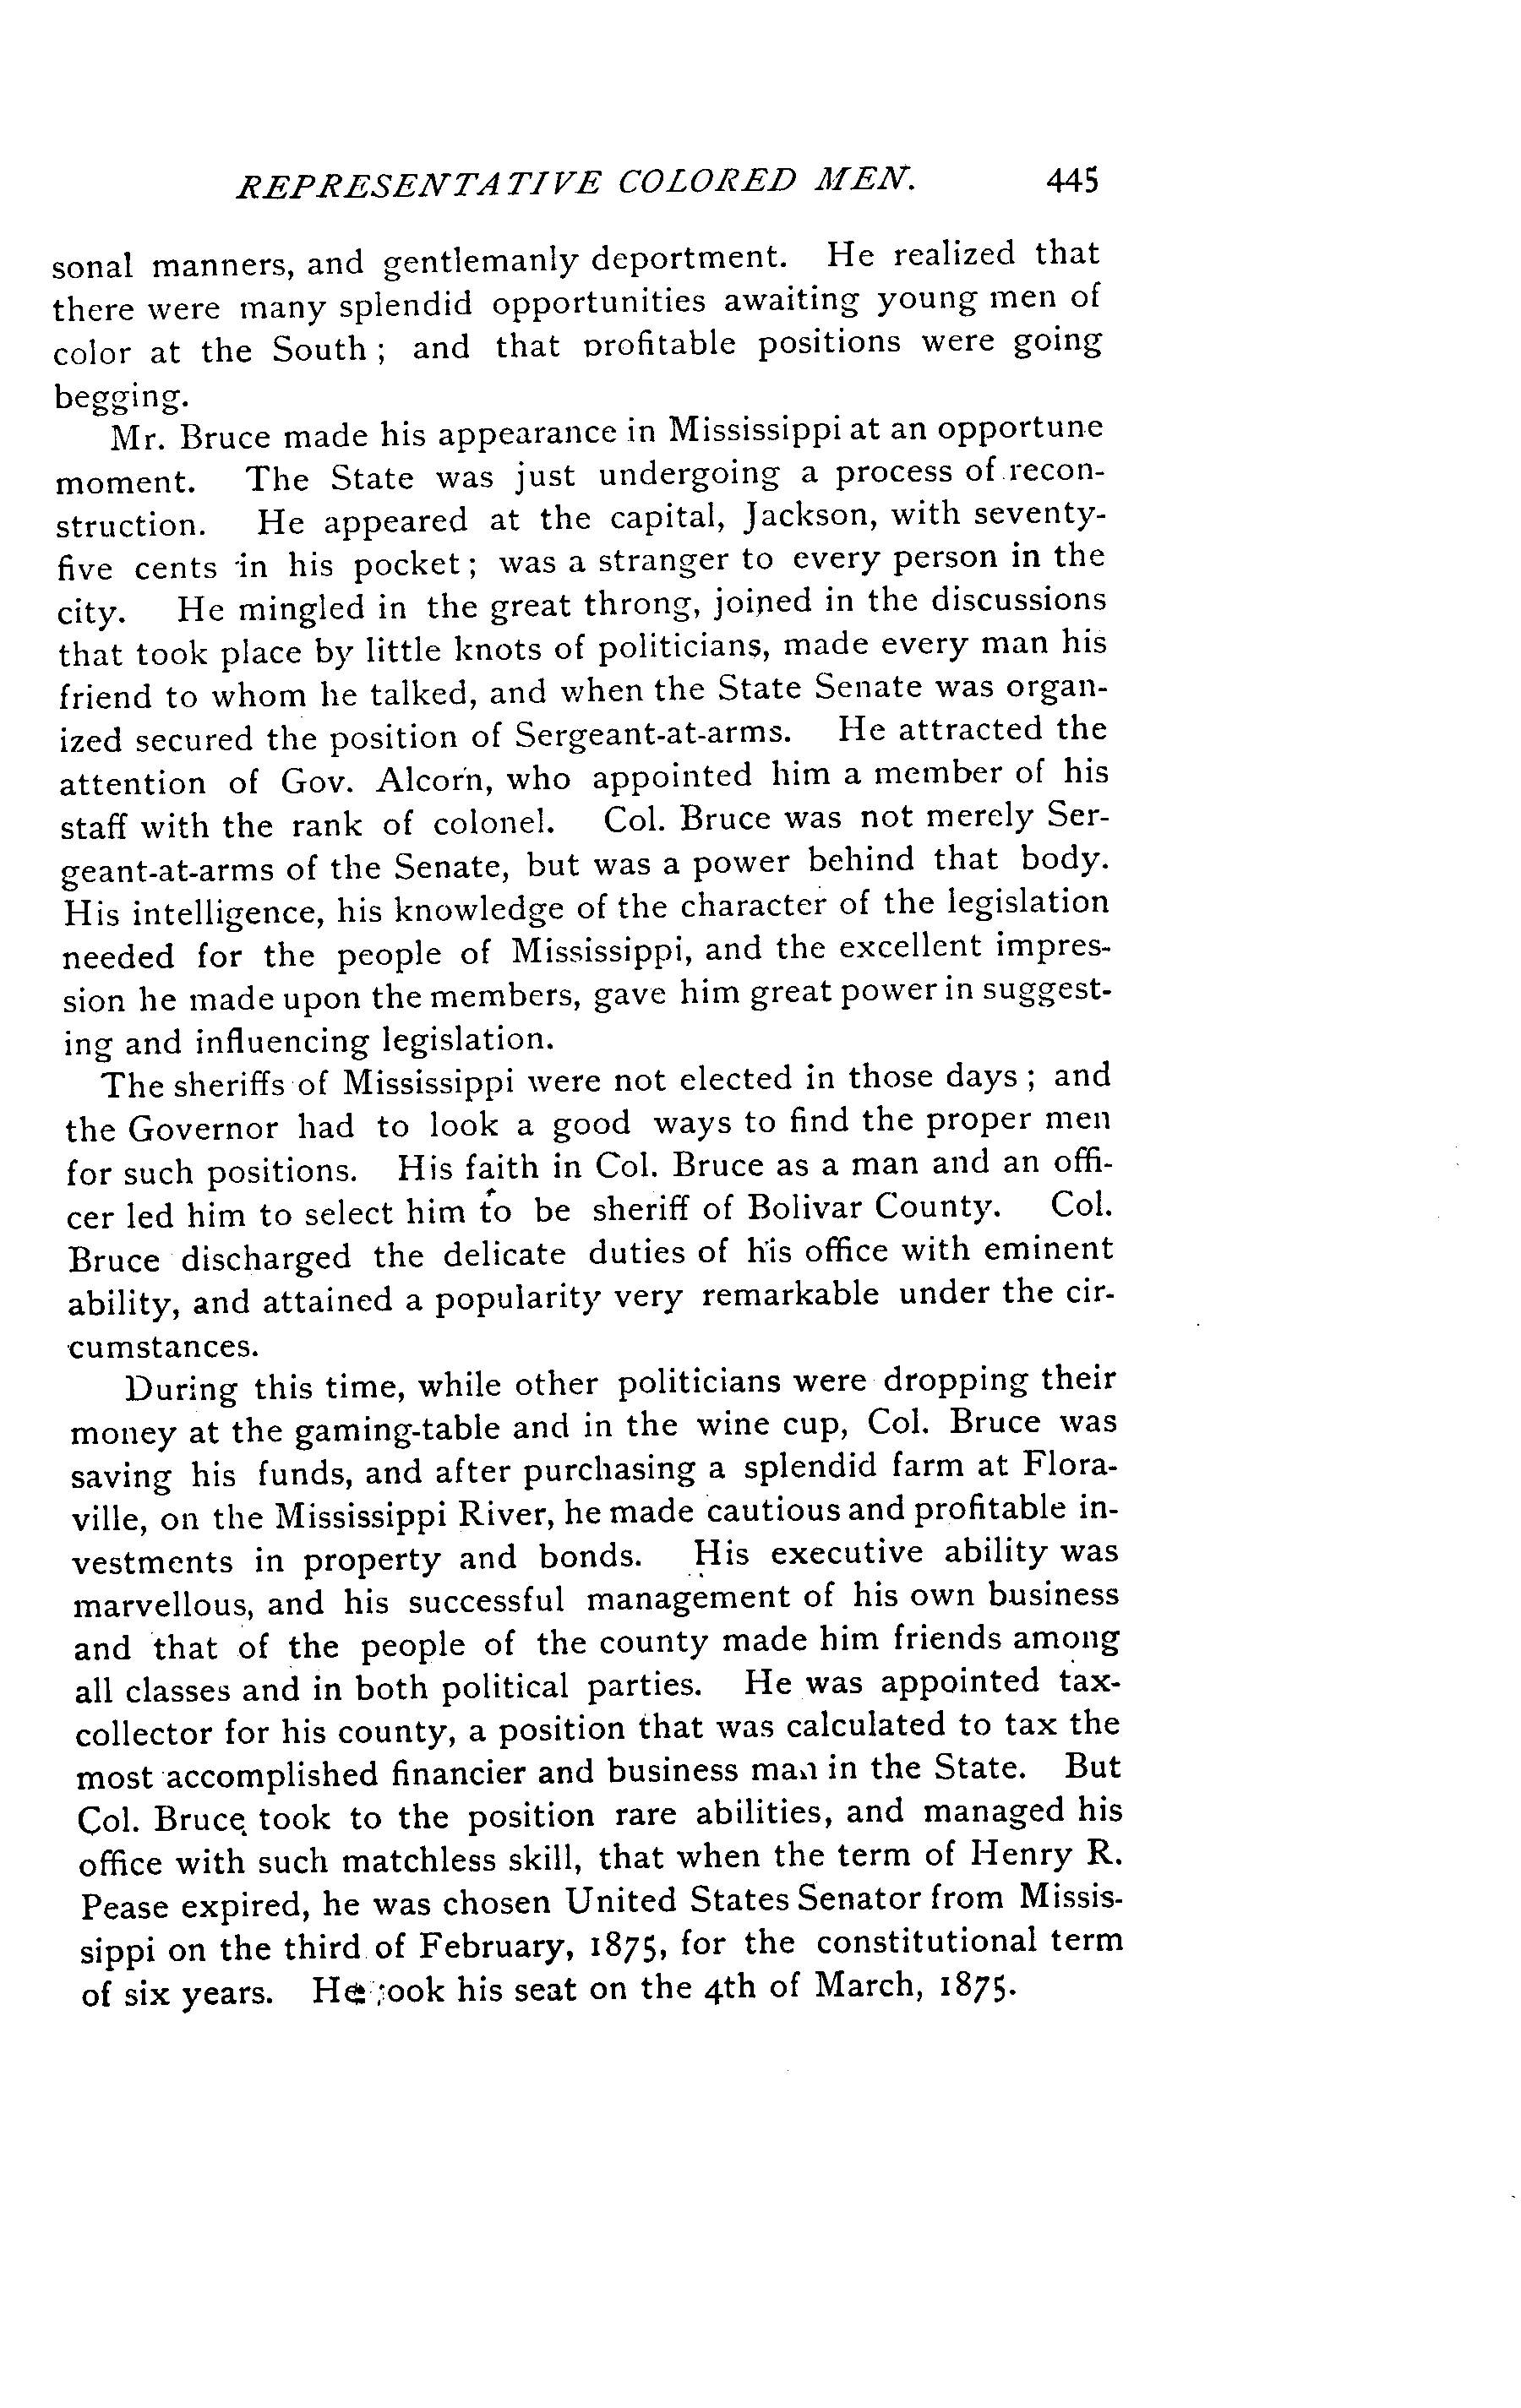 REPRESENTATIVE COLORED MEN. 445
sonal manners, and gentlemanly deportment. He realized that
there were many splendid opportunities awaiting young men of
color at the South ; and that profitable positions were going
begging.
Mr. Bruce made his appearance in Mississippi at an opportune
moment. The State was just undergoing a process of recon-
struction. He appeared at the capital, Jackson, with seventy-
five cents in his pocket ; was a stranger to every person in the
city. He mingled in the great throng, joined in the discussions
that took place by little knots of politicians, made every man his
friend to whom he talked, and when the State Senate was organ-
ized secured the position of Sergeant-at-arms. He attracted the
attention of Gov. Alcorn, who appointed him a member of his
staff with the rank of colonel. Col. Bruce was not merely Ser-
geant-at-arms of the Senate, but was a power behind that body.
His intelligence, his knowledge of the character of the legislation
needed for the people of Mississippi, and the excellent impres-
sion he made upon the members, gave him great power in suggest-
ing and influencing legislation.
The sheriffs of Mississippi were not elected in those days ; and
the Governor had to look a good ways to find the proper men
for such positions. His faith in Col. Bruce as a man and an offi-
cer led him to select him to be sheriff of Bolivar County. Col.
Bruce discharged the delicate duties of his office with eminent
ability, and attained a popularity very remarkable under the cir-
cumstances.
During this time, while other politicians were dropping their
money at the gaming-table and in the wine cup, Col. Bruce was
saving his funds, and after purchasing a splendid farm at Flora-
ville, on the Mississippi River, he made cautious and profitable in-
vestments in property and bonds. His executive ability was
marvellous, and his successful management of his own business
and that of the people of the county made him friends among
all classes and in both political parties. He was appointed tax-
collector for his county, a position that was calculated to tax the
most accomplished financier and business man in the State. But
Col. Bruce took to the position rare abilities, and managed his
office with such matchless skill, that when the term of Henry R.
Pease expired, he was chosen United States Senator from Missis-
sippi on the third of February, 1875, for the constitutional term
of six years. He took his seat on the 4th of March, 1875.